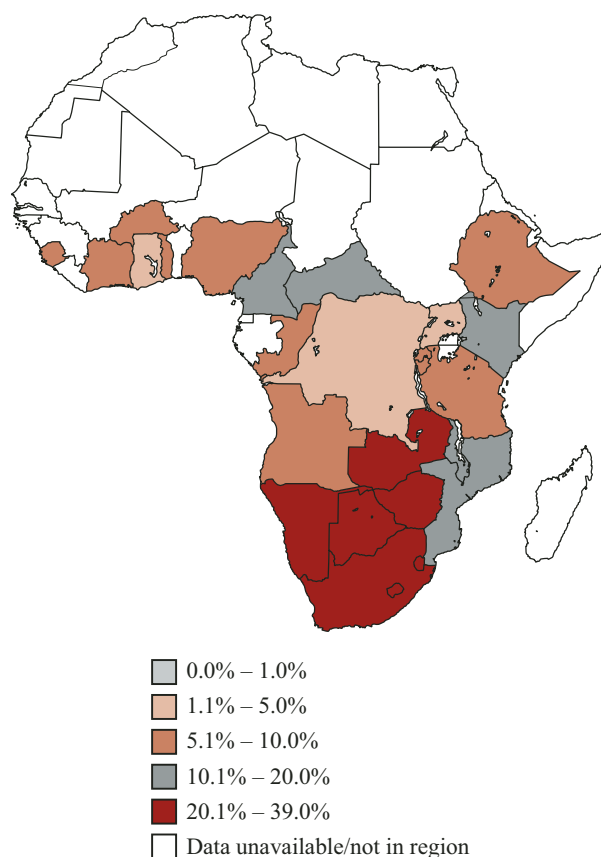 0.0% – 1.0%
1.1% – 5.0%
5.1% – 10.0%
10.1% – 20.0%
20.1% – 39.0%
Data unavailable/not in region